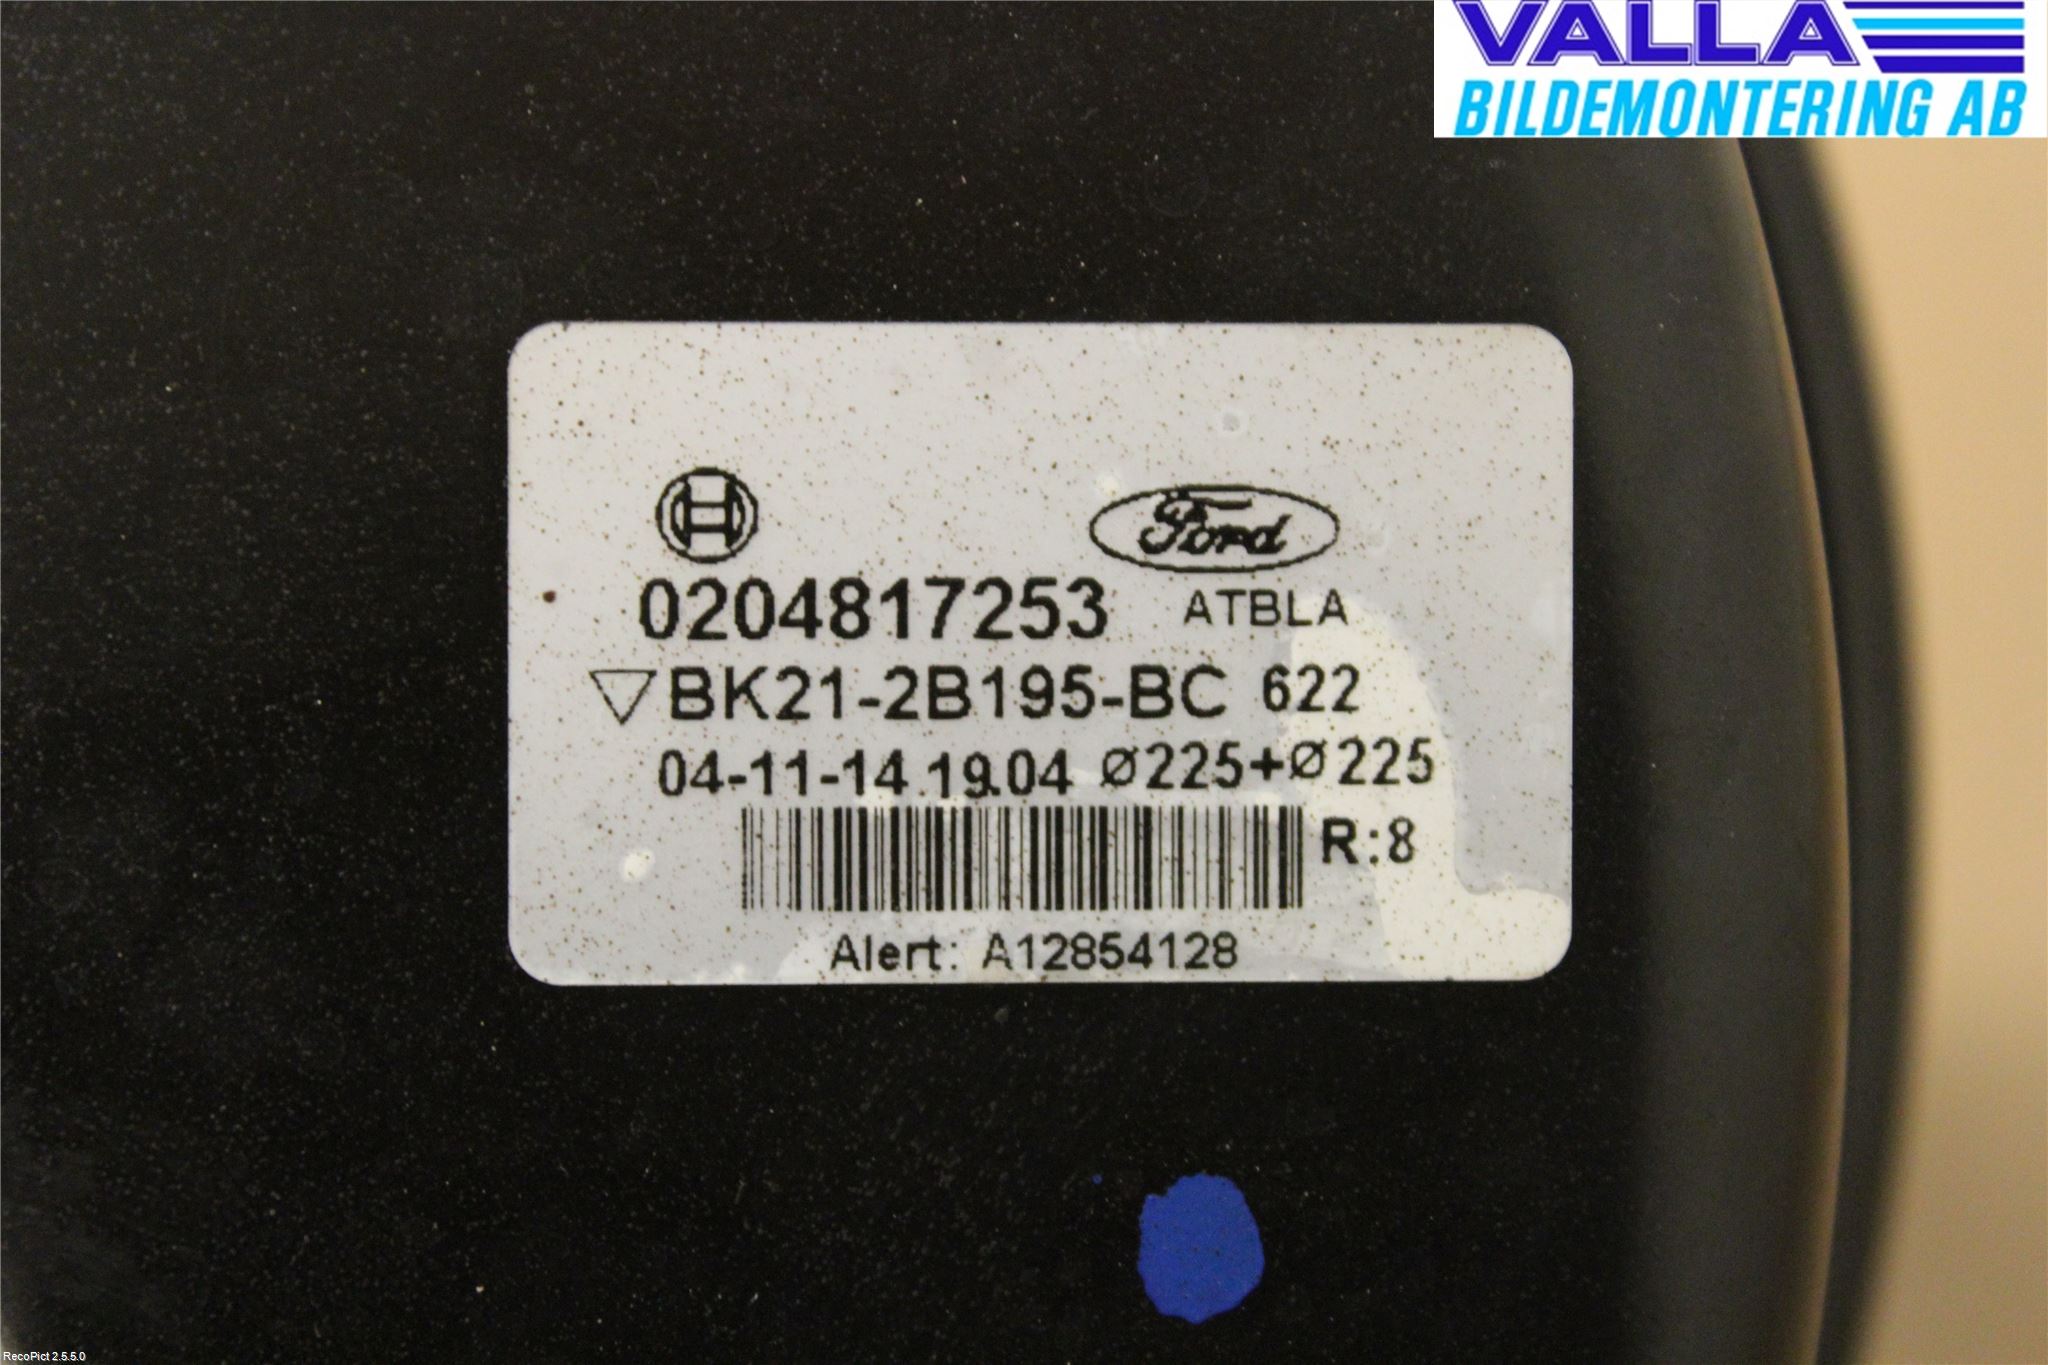 VALLA
BILDEMONTERING AB
Ford
0204817253 ATBLA
BK21-2B195-BC 622
04-11-14 19.04 Ø225+Ø225
R:8
Alert: A12854128
RecoPict 2.5.5.0